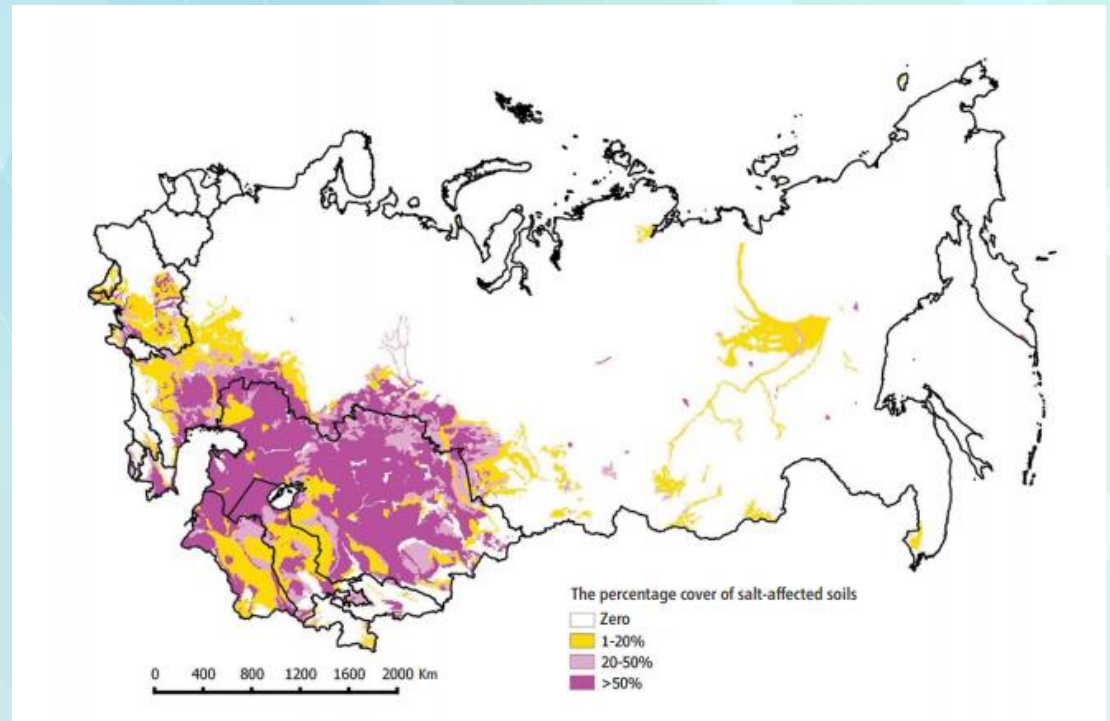 The percentage cover of salt-affected soils
Zero
1-20%
20-50%
>50%
0 400 800 1200 1600 2000 Km